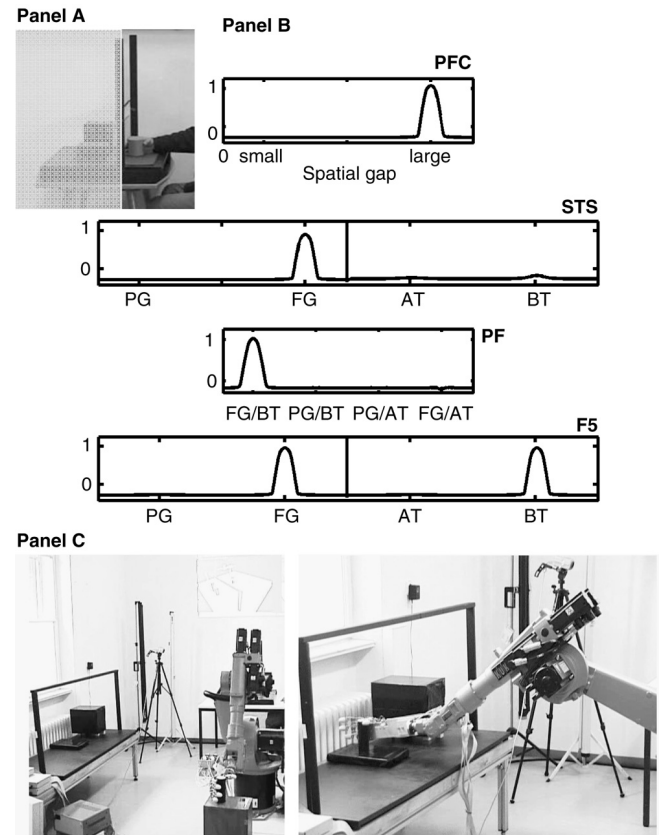 Panel A
Panel B
PFC
1
0
0 small large
Spatial gap
STS
1
0
PG FG AT BT
PF
1
0
FG/BT PG/BT PG/AT FG/AT
F5
1
0
PG FG AT BT
Panel C